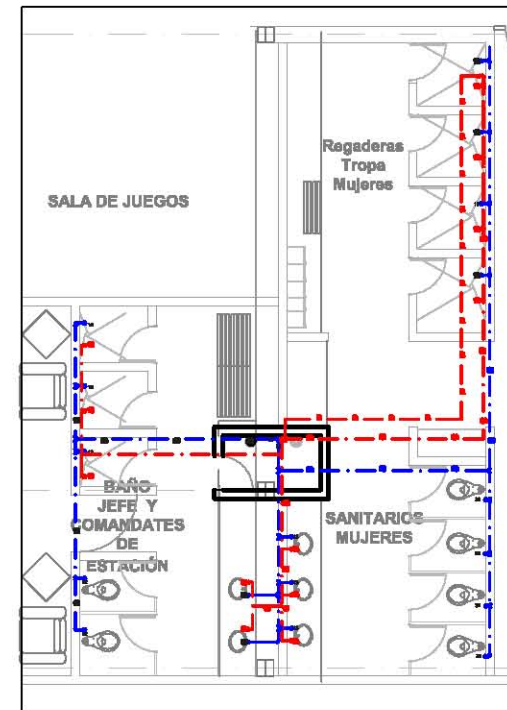 Regaderas
Tropa
Mujeres
SALA DE JUEGOS
BAÑO
JEFE Y
COMANDATES
DE
ESTACIÓN
SANITARIOS
MUJERES